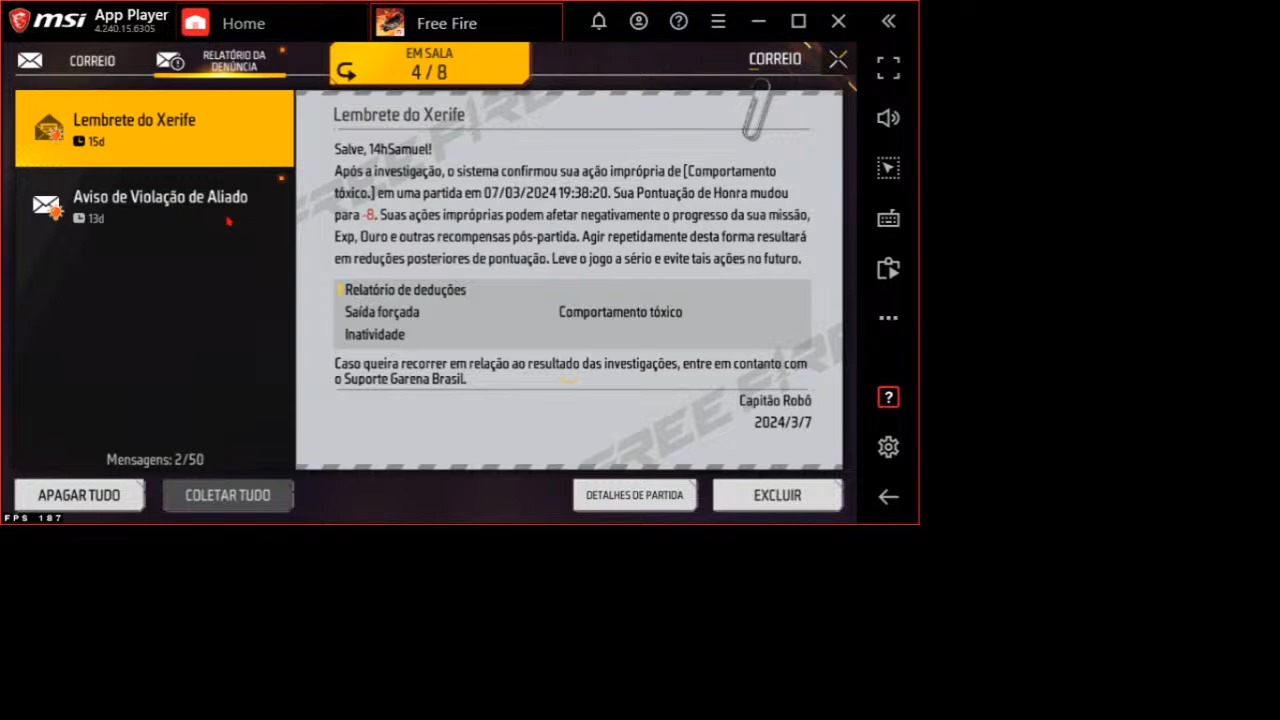 msi App Player
4.240.15.6305
Home
Free Fire
CORREIO
RELATÓRIO DA
DENÚNCIA
EM SALA
4 / 8
CORREIO
Lembrete do Xerife
15d
Aviso de Violação de Aliado
13d
Mensagens: 2/50
APAGAR TUDO
COLETAR TUDO
FPS 187
Lembrete do Xerife
Salve, 14hSamuel!
Após a investigação, o sistema confirmou sua ação imprópria de [Comportamento
tóxico.] em uma partida em 07/03/2024 19:38:20. Sua Pontuação de Honra mudou
para -8. Suas ações impróprias podem afetar negativamente o progresso da sua missão,
Exp, Ouro e outras recompensas pós-partida. Agir repetidamente desta forma resultará
em reduções posteriores de pontuação. Leve o jogo a sério e evite tais ações no futuro.
Relatório de deduções
Saída forçada Comportamento tóxico
Inatividade
Caso queira recorrer em relação ao resultado das investigações, entre em contanto com
o Suporte Garena Brasil.
Capitão Robô
2024/3/7
DETALHES DE PARTIDA
EXCLUIR
FREE FIRE
FREE FIRE